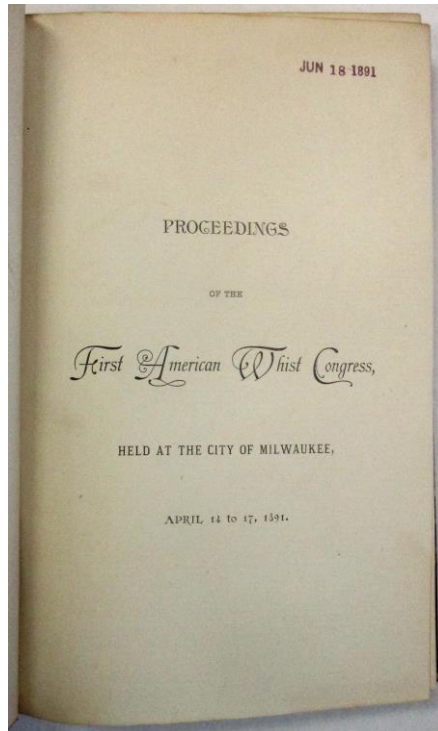 JUN 18 1891
PROCEEDINGS
OF THE
First American Whist Congress,
HELD AT THE CITY OF MILWAUKEE,
APRIL 14 to 17, 1891.